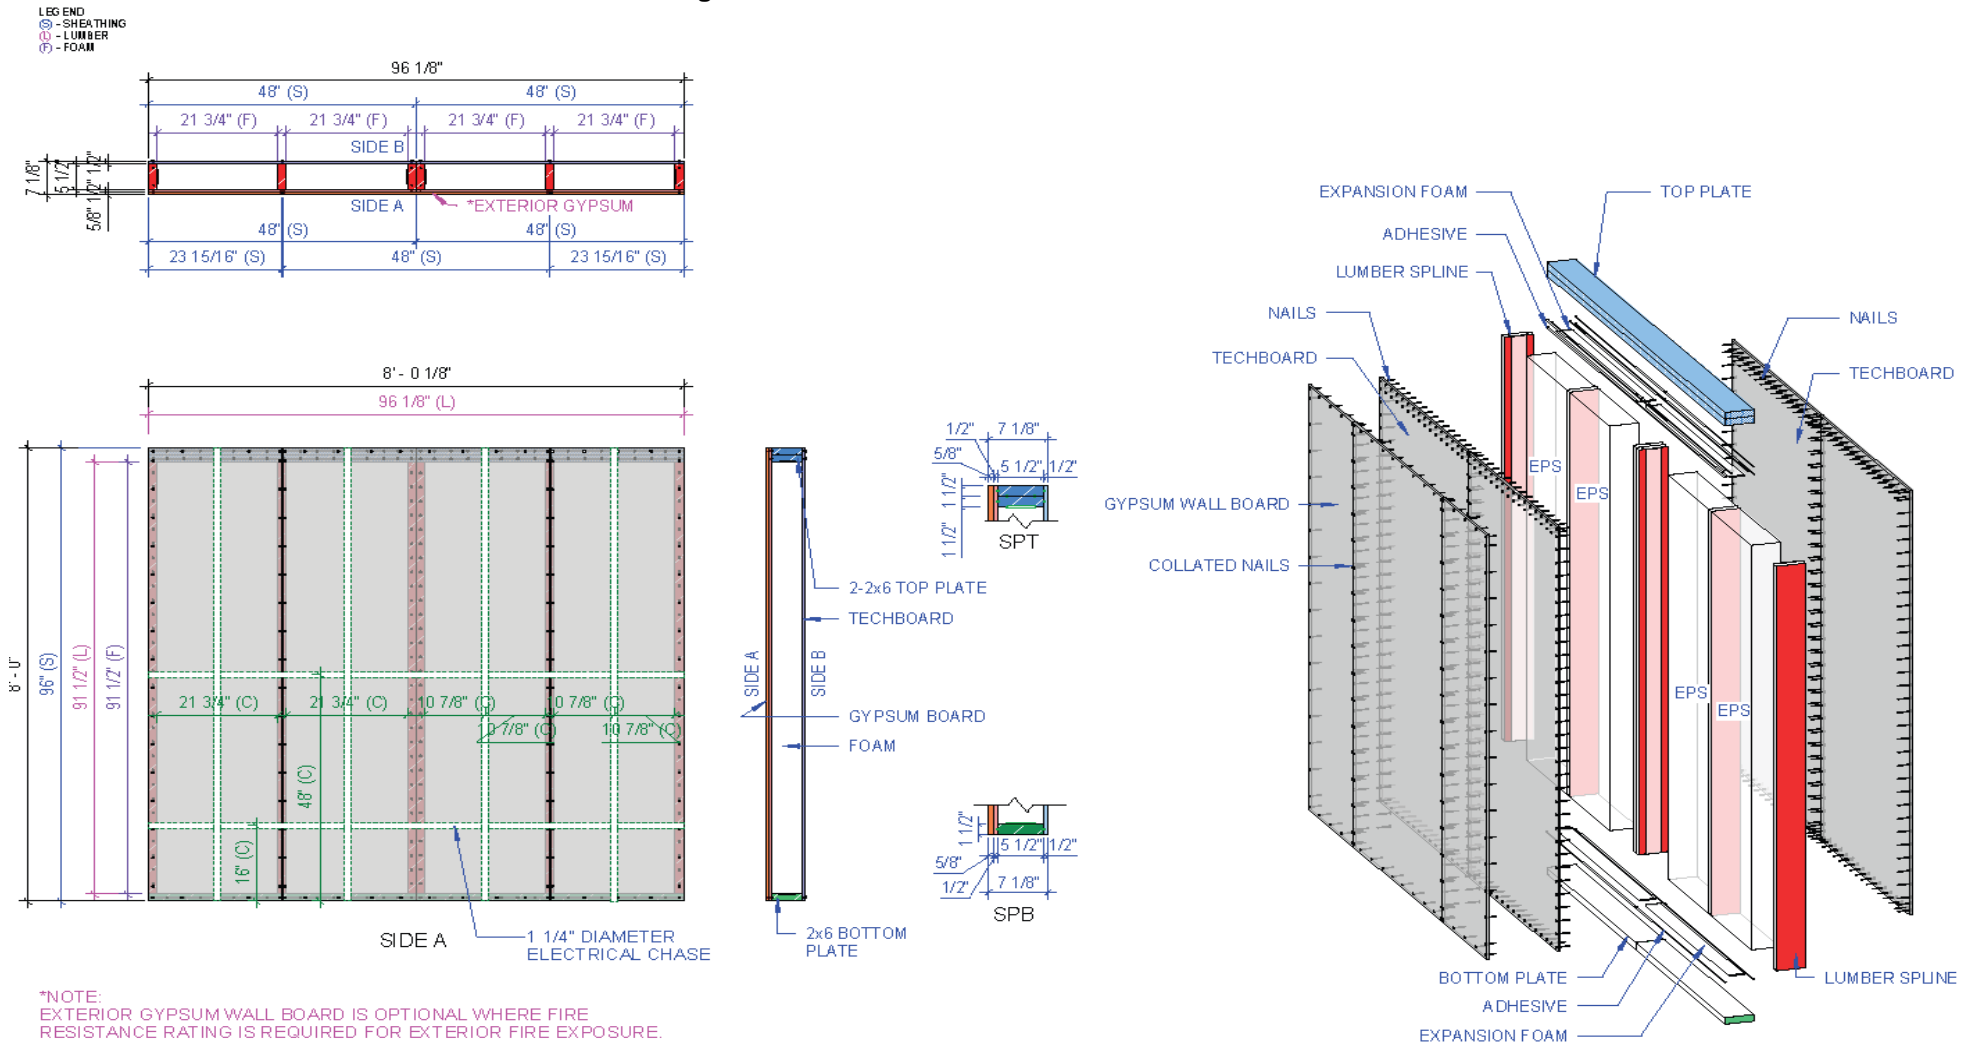 LEGEND
(S) - SHEATHING
(L) - LUMBER
(F) - FOAM
96 1/8"
48" (S)
48" (S)
21 3/4" (F)
21 3/4" (F)
21 3/4" (F)
21 3/4" (F)
SIDE B
7 1/8"
5 1/2"
1/2"
5/8"
1/2"
SIDE A
*EXTERIOR GYPSUM
48" (S)
48" (S)
23 15/16" (S)
48" (S)
23 15/16" (S)
8' - 0 1/8"
96 1/8" (L)
8' - 0"
96" (S)
91 1/2" (L)
91 1/2" (F)
21 3/4" (C)
21 3/4" (C)
10 7/8" (C)
10 7/8" (C)
10 7/8" (C)
10 7/8" (C)
48" (C)
16" (C)
SIDE A
1 1/4" DIAMETER
ELECTRICAL CHASE
*NOTE:
EXTERIOR GYPSUM WALL BOARD IS OPTIONAL WHERE FIRE
RESISTANCE RATING IS REQUIRED FOR EXTERIOR FIRE EXPOSURE.
SIDE A
SIDE B
2-2x6 TOP PLATE
TECHBOARD
GYPSUM BOARD
FOAM
2x6 BOTTOM
PLATE
1/2"
7 1/8"
5/8"
5 1/2"
1/2"
1 1/2"
1 1/2"
SPT
1 1/2"
5 1/2"
1/2"
5/8"
1/2"
7 1/8"
SPB
EXPANSION FOAM
TOP PLATE
ADHESIVE
LUMBER SPLINE
NAILS
NAILS
TECHBOARD
TECHBOARD
EPS
EPS
GYPSUM WALL BOARD
COLLATED NAILS
EPS
EPS
BOTTOM PLATE
LUMBER SPLINE
ADHESIVE
EXPANSION FOAM